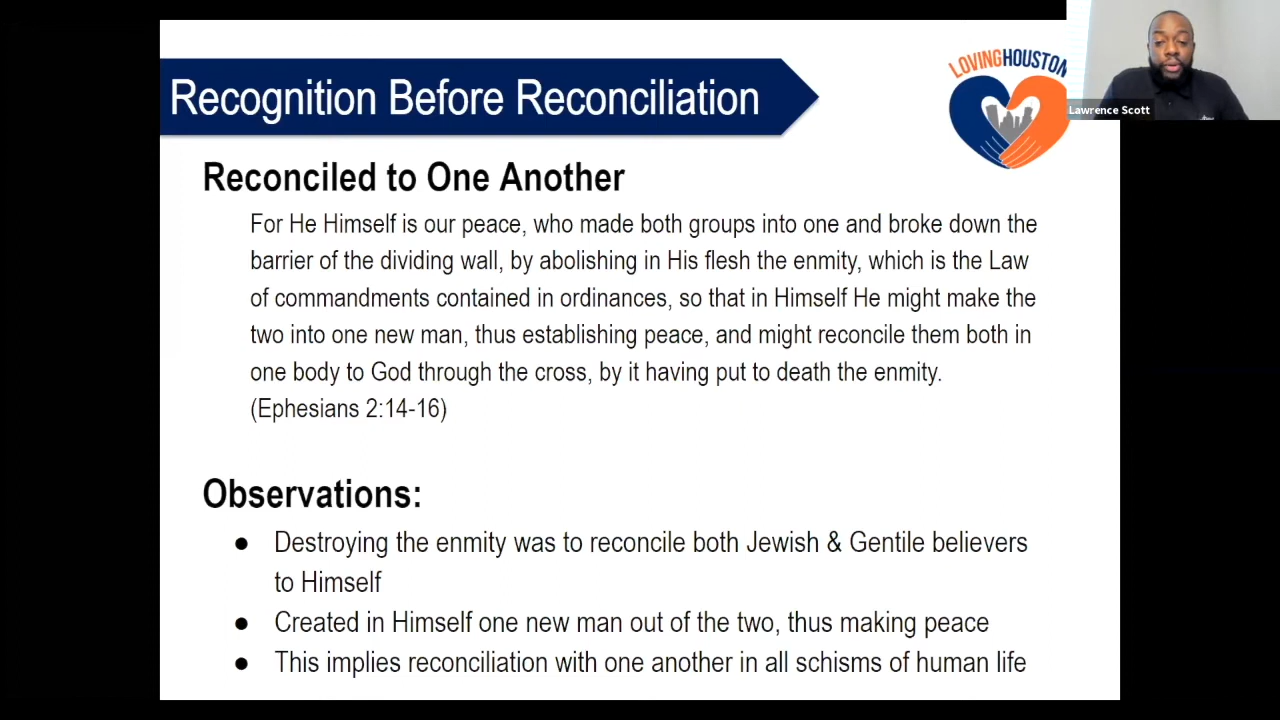 Recognition Before Reconciliation
LOVINGHOUSTON
Lawrence Scott
Reconciled to One Another
For He Himself is our peace, who made both groups into one and broke down the
barrier of the dividing wall, by abolishing in His flesh the enmity, which is the Law
of commandments contained in ordinances, so that in Himself He might make the
two into one new man, thus establishing peace, and might reconcile them both in
one body to God through the cross, by it having put to death the enmity.
(Ephesians 2:14-16)
Observations:
● Destroying the enmity was to reconcile both Jewish & Gentile believers
to Himself
● Created in Himself one new man out of the two, thus making peace
● This implies reconciliation with one another in all schisms of human life